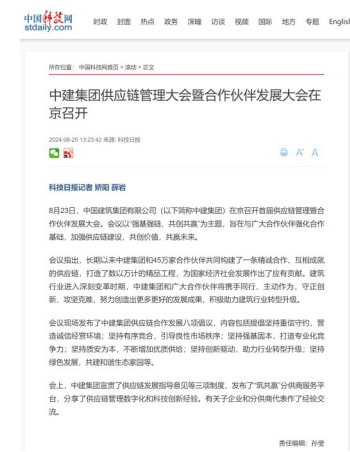 中国科技网
stdaily.com
时政 封面 热点 政务 深瞳 访谈 视频 国际 地方 专题 English
所在位置： 中国科技网首页 > 滚动 > 正文
中建集团供应链管理大会暨合作伙伴发展大会在
京召开
2024-08-25 13:23:42 来源: 科技日报
A+ A-
科技日报记者 矫阳 薛岩
8月23日，中国建筑集团有限公司（以下简称中建集团）在京召开首届供应链管理暨合
作伙伴发展大会。会议以“强基强链，共创共赢”为主题，旨在与广大合作伙伴强化合作
基础，加强供应链建设，共创价值，共赢未来。
会议指出，长期以来中建集团和45万家合作伙伴共同构建了一条精诚合作、互相成就
的供应链，打造了数以万计的精品工程，为国家经济社会发展作出了应有贡献。建筑
行业进入深刻变革时期，中建集团和广大合作伙伴将携手同行、主动作为，守正创
新、攻坚克难，努力创造出更多更好的发展成果，积极助力建筑行业转型升级。
会议现场发布了中建集团供应链合作发展八项倡议，内容包括提倡坚持重信守约，营
造诚信经营环境；坚持有序竞合，引导良性市场秩序；坚持强基固本，打造专业化竞
争力；坚持质安为本，不断增加优质供给；坚持创新驱动，助力行业转型升级；坚持
绿色发展，共建和谐生态家园等。
会上，中建集团宣贯了供应链发展指导意见等三项制度，发布了“筑共赢”分供商服务平
台，分享了供应链管理数字化和科技创新经验。有关子企业和分供商代表作了经验交
流。
责任编辑：孙莹